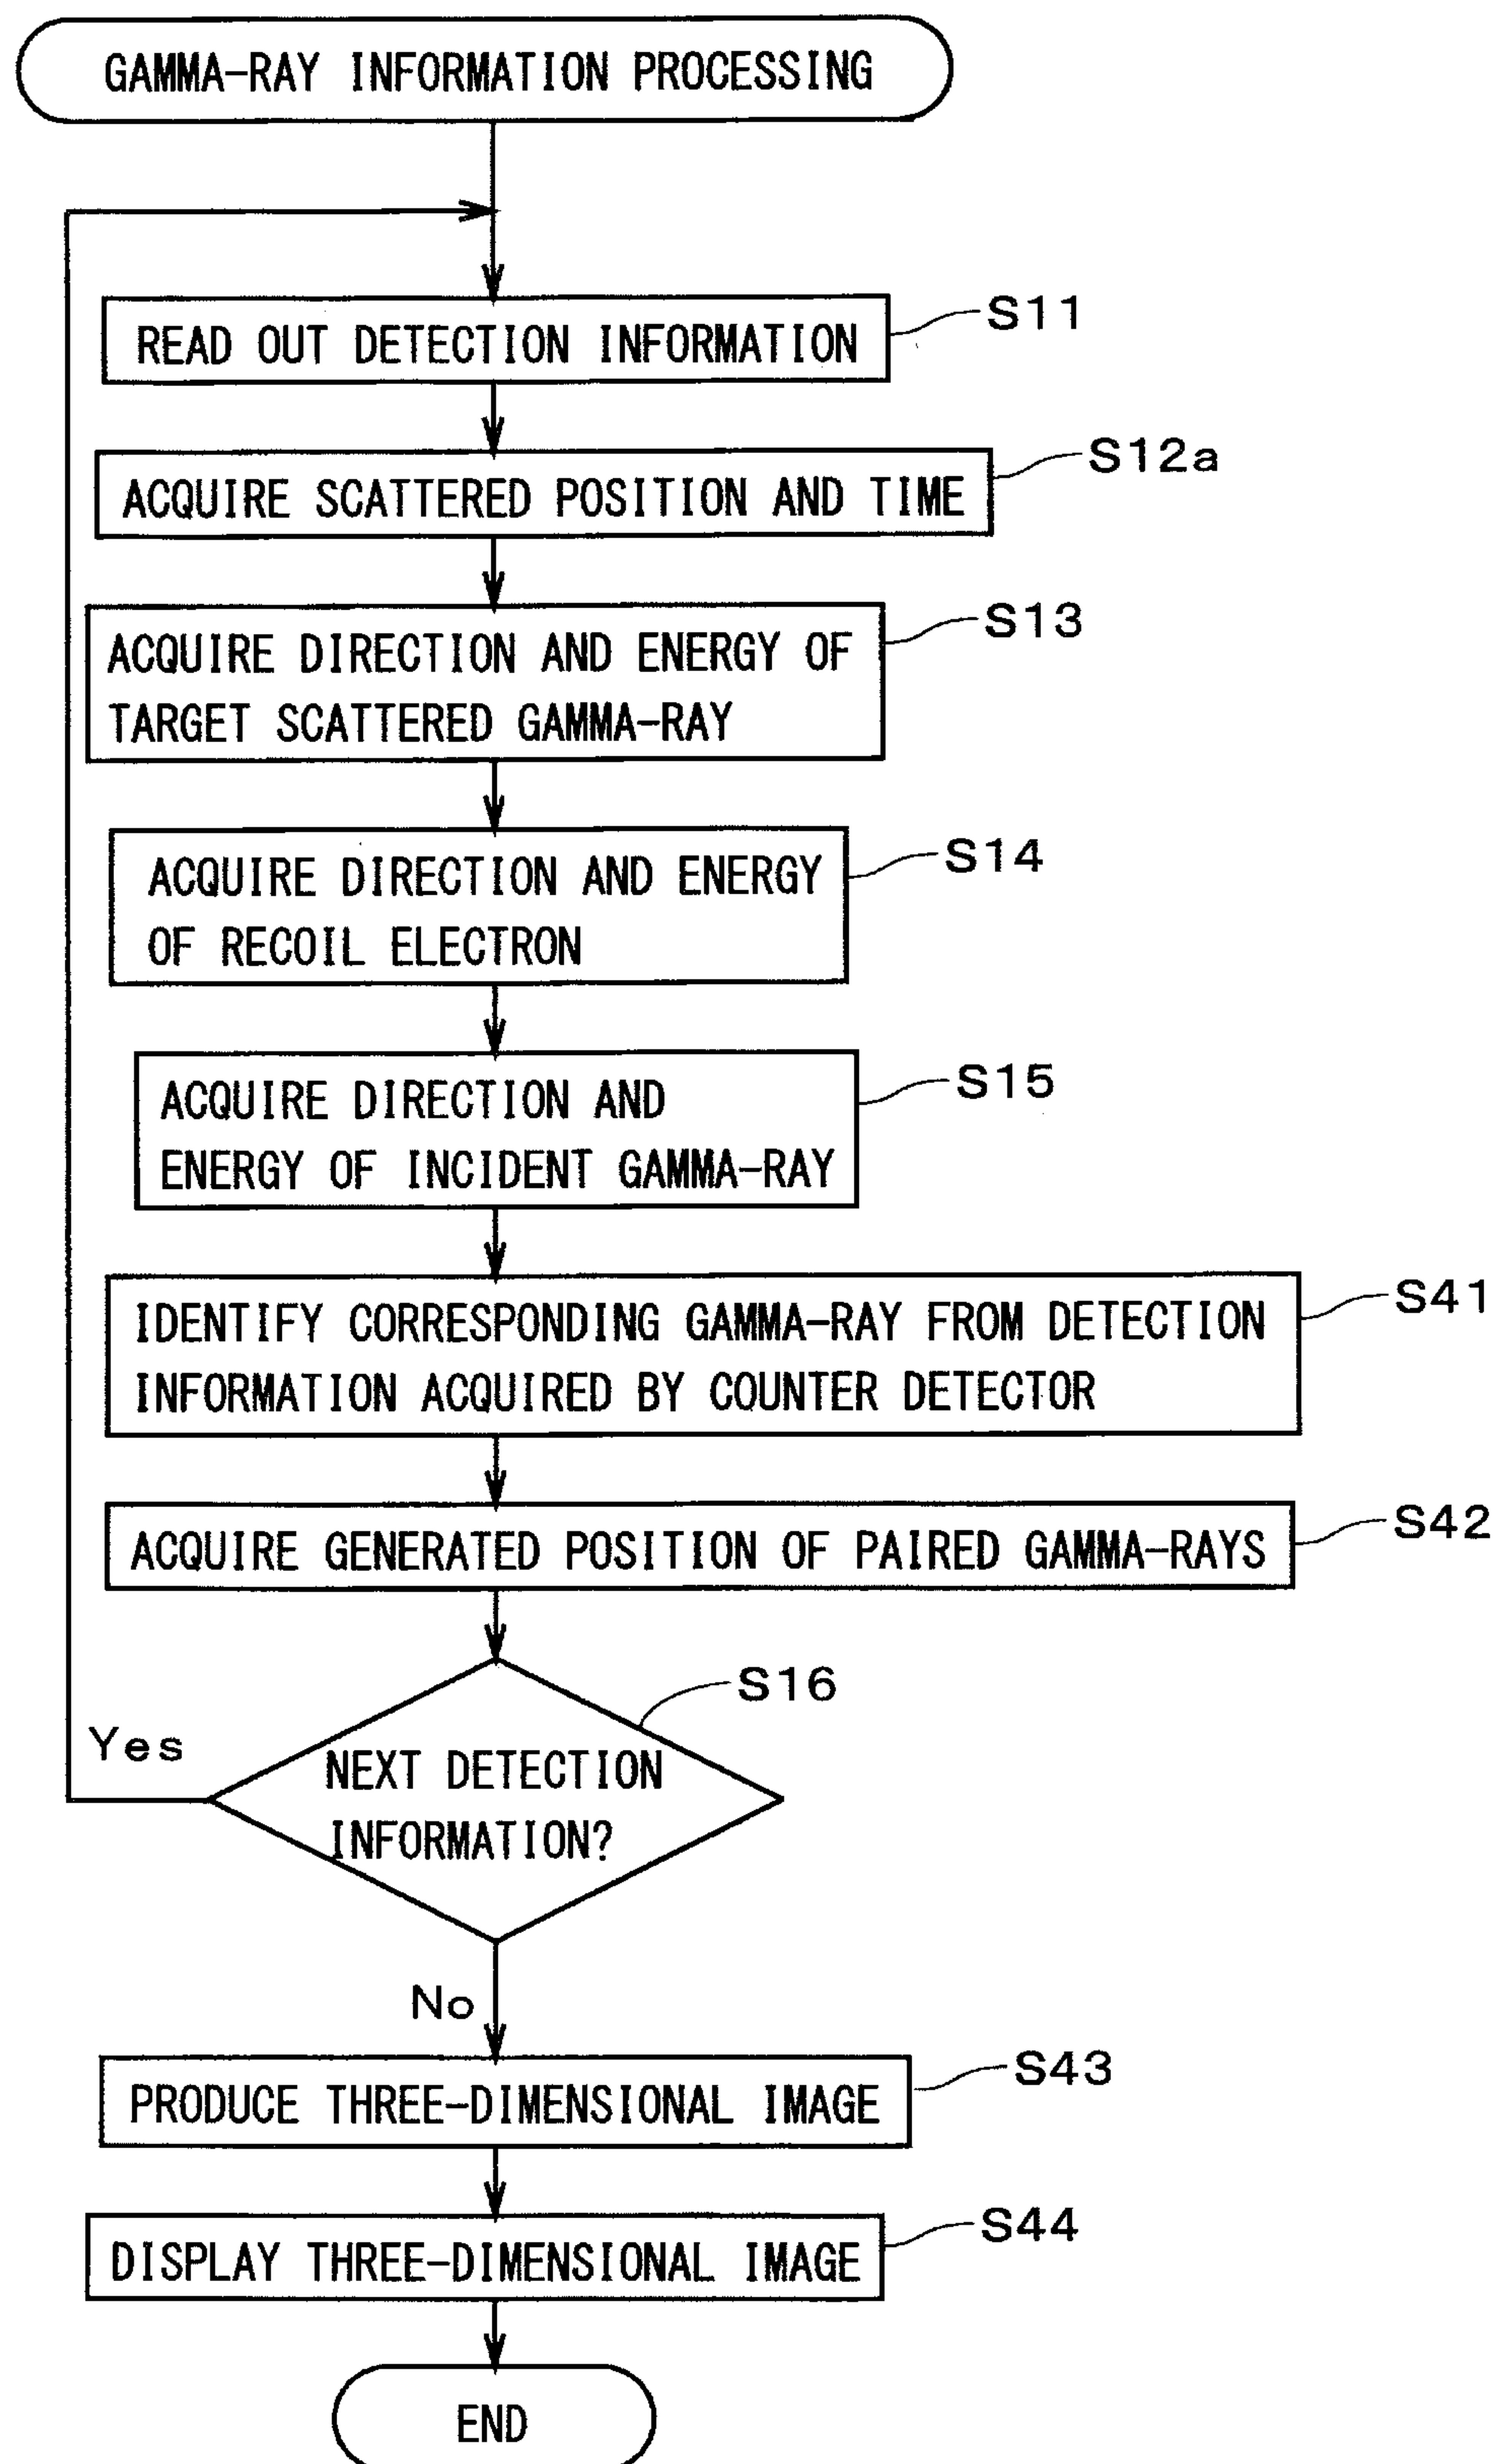 GAMMA-RAY INFORMATION PROCESSING
READ OUT DETECTION INFORMATION
S11
ACQUIRE SCATTERED POSITION AND TIME
S12a
ACQUIRE DIRECTION AND ENERGY OF
TARGET SCATTERED GAMMA-RAY
S13
ACQUIRE DIRECTION AND ENERGY
OF RECOIL ELECTRON
S14
ACQUIRE DIRECTION AND
ENERGY OF INCIDENT GAMMA-RAY
S15
IDENTIFY CORRESPONDING GAMMA-RAY FROM DETECTION
INFORMATION ACQUIRED BY COUNTER DETECTOR
S41
ACQUIRE GENERATED POSITION OF PAIRED GAMMA-RAYS
S42
S16
Yes
NEXT DETECTION
INFORMATION?
No
PRODUCE THREE-DIMENSIONAL IMAGE
S43
DISPLAY THREE-DIMENSIONAL IMAGE
S44
END